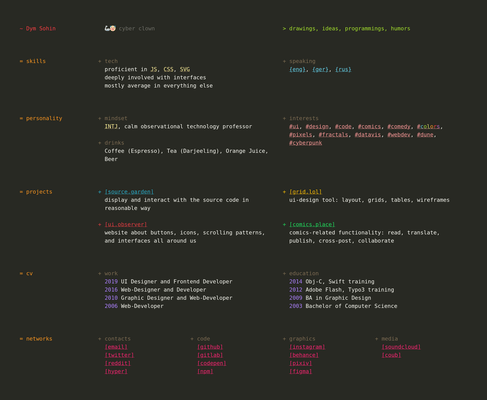 ~ Oym Sonin
🦾🤡 cyber clown
> drawings, ideas, programmings, humors
= skills
+ tech
proficient in JS, CSS, SVG
deeply involved with interfaces
mostly average in everything else
+ speaking
{eng}, {ger}, {rus}
= personality
+ mindset
INTJ, calm observational technology professor
+ drinks
Coffee (Espresso), Tea (Darjeeling), Orange Juice,
Beer
+ interests
#ui, #design, #code, #comics, #comedy, #colors,
#pixels, #fractals, #datavis, #webdev, #dune,
#cyberpunk
= projects
+ [source.garden]
display and interact with the source code in
reasonable way
+ [ui.observer]
website about buttons, icons, scrolling patterns,
and interfaces all around us
+ [grid.lol]
ui-design tool: layout, grids, tables, wireframes
+ [comics.place]
comics-related functionality: read, translate,
publish, cross-post, collaborate
= cv
+ work
2019 UI Designer and Frontend Developer
2016 Web-Designer and Developer
2010 Graphic Designer and Web-Developer
2006 Web-Developer
+ education
2014 Obj-C, Swift training
2012 Adobe Flash, Typo3 training
2009 BA in Graphic Design
2003 Bachelor of Computer Science
= networks
+ contacts
[email]
[twitter]
[reddit]
[hyper]
+ code
[github]
[gitlab]
[codepen]
[npm]
+ graphics
[instagram]
[behance]
[pixiv]
[figma]
+ media
[soundcloud]
[coub]